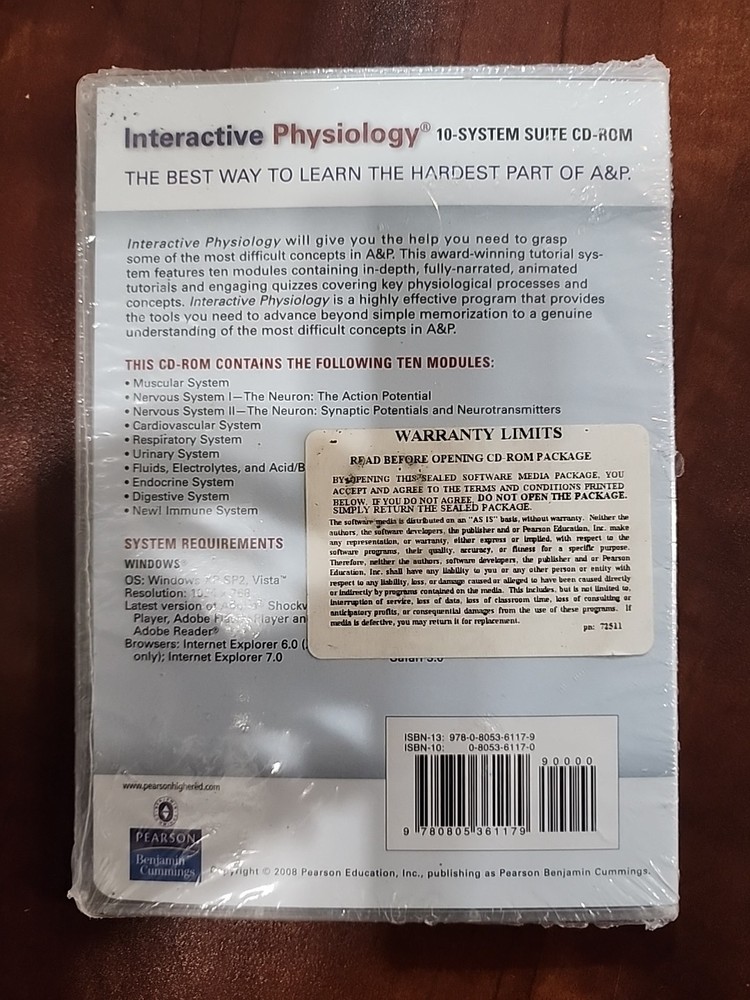 Interactive Physiology® 10-SYSTEM SUITE CD-ROM
THE BEST WAY TO LEARN THE HARDEST PART OF A&P.
Interactive Physiology will give you the help you need to grasp
some of the most difficult concepts in A&P. This award-winning tutorial sys-
tem features ten modules containing in-depth, fully-narrated, animated
tutorials and engaging quizzes covering key physiological processes and
concepts. Interactive Physiology is a highly effective program that provides
the tools you need to advance beyond simple memorization to a genuine
understanding of the most difficult concepts in A&P.
THIS CD-ROM CONTAINS THE FOLLOWING TEN MODULES:
• Muscular System
• Nervous System I—The Neuron: The Action Potential
• Nervous System II—The Neuron: Synaptic Potentials and Neurotransmitters
• Cardiovascular System
• Respiratory System
• Urinary System
• Fluids, Electrolytes, and Acid/B
• Endocrine System
• Digestive System
• New! Immune System
SYSTEM REQUIREMENTS
WINDOWS®
OS: Windows SP2, Vista™
Resolution:
Latest version of Shockw
Player, Adobe Player an
Adobe Reader®
Browsers: Internet Explorer 6.0 (
only); Internet Explorer 7.0
WARRANTY LIMITS
READ BEFORE OPENING CD-ROM PACKAGE
BY OPENING THIS SEALED SOFTWARE MEDIA PACKAGE, YOU
ACCEPT AND AGREE TO THE TERMS AND CONDITIONS PRINTED
BELOW. IF YOU DO NOT AGREE, DO NOT OPEN THE PACKAGE.
SIMPLY RETURN THE SEALED PACKAGE.
The software media is distributed on an "AS IS" basis, without warranty. Neither the
authors, the software developers, the publisher and or Pearson Education, Inc. make
any representation, or warranty, either express or implied, with respect to the
software programs, their quality, accuracy, or fitness for a specific purpose.
Therefore, neither the authors, software developers, the publisher and or Pearson
Education, Inc. shall have any liability to you or any other person or entity with
respect to any liability, loss, or damage caused or alleged to have been caused directly
or indirectly by programs contained on the media. This includes, but is not limited to,
interruption of service, loss of data, loss of classroom time, loss of consulting or
anticipatory profits, or consequential damages from the use of these programs. If
media is defective, you may return it for replacement.
pn: 72511
ISBN-13: 978-0-8053-6117-9
ISBN-10: 0-8053-6117-0
90000
9 780805 361179
www.pearsonhighered.com
PEARSON
Benjamin
Cummings
Copyright © 2008 Pearson Education, Inc., publishing as Pearson Benjamin Cummings.